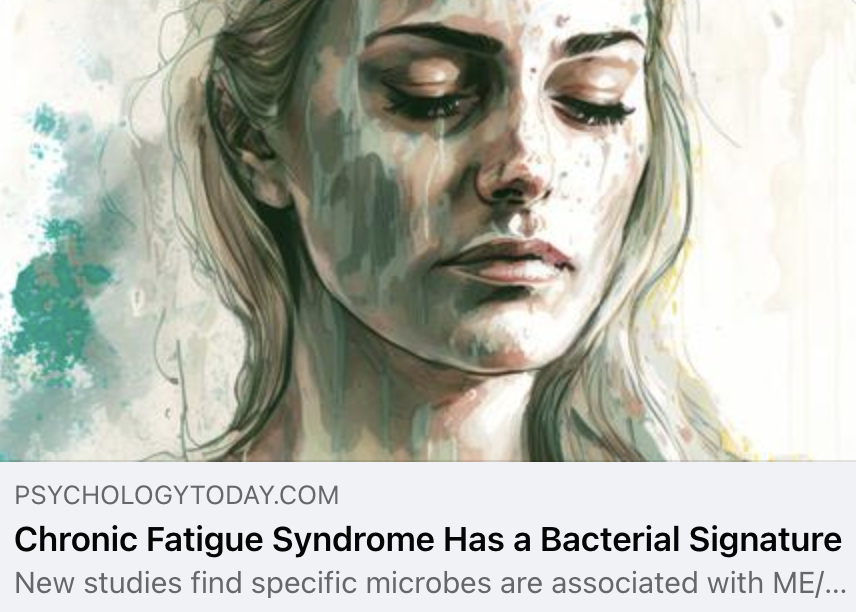 PSYCHOLOGYTODAY.COM
Chronic Fatigue Syndrome Has a Bacterial Signature
New studies find specific microbes are associated with ME/...